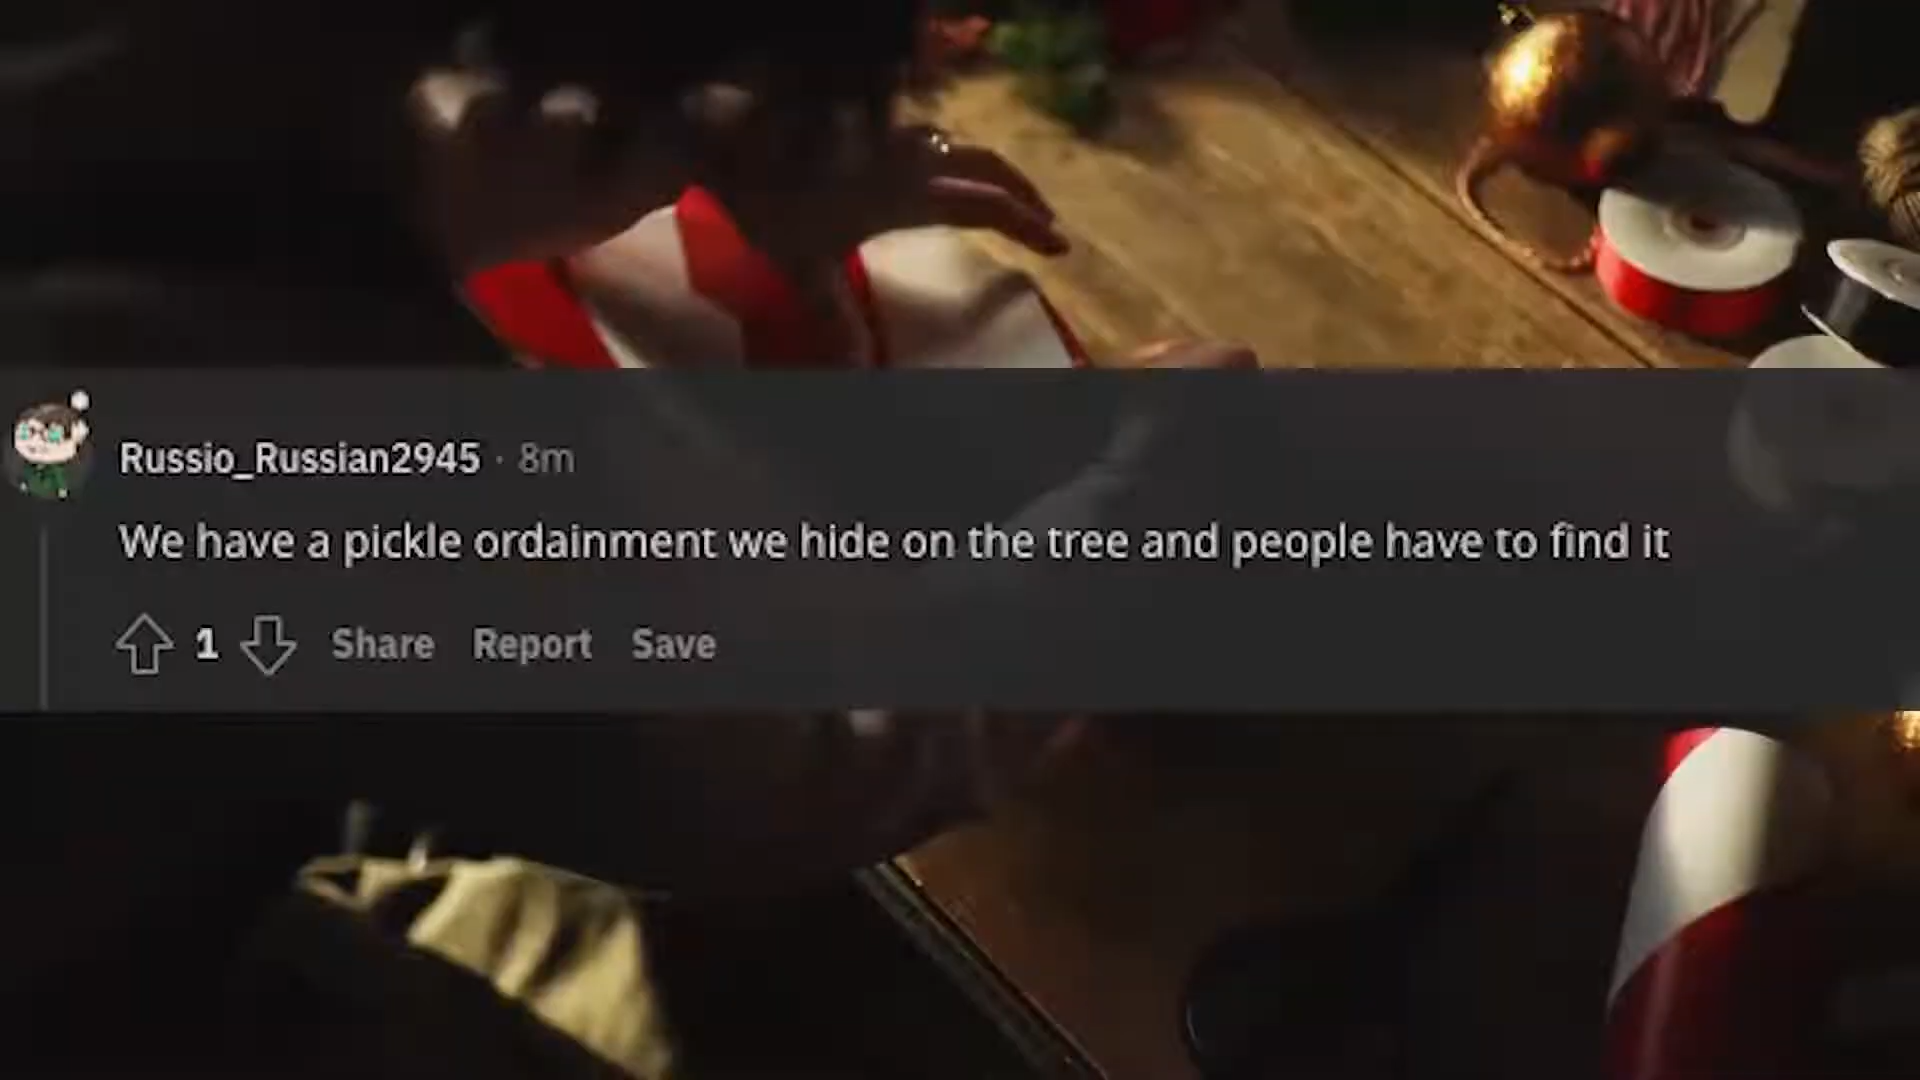 Russio_Russian2945 · 8m
We have a pickle ordainment we hide on the tree and people have to find it
1 Share Report Save